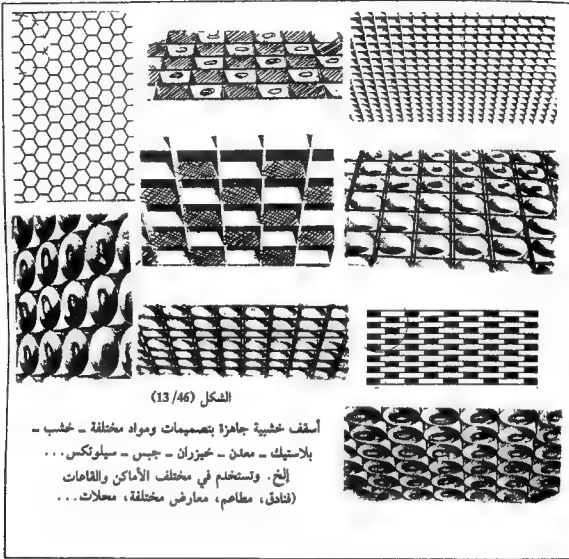 الشكل (13/46)
أسقف خشبية جاهزة بتصميمات ومواد مختلفة ـ خشب ـ
بلاستيك ـ معدن ـ خيزران ـ جبس ـ سيلوتكس...
إلخ. وتستخدم في مختلف الأماكن والقاعات
(فنادق، مطاعم، معارض مختلفة، محلات...